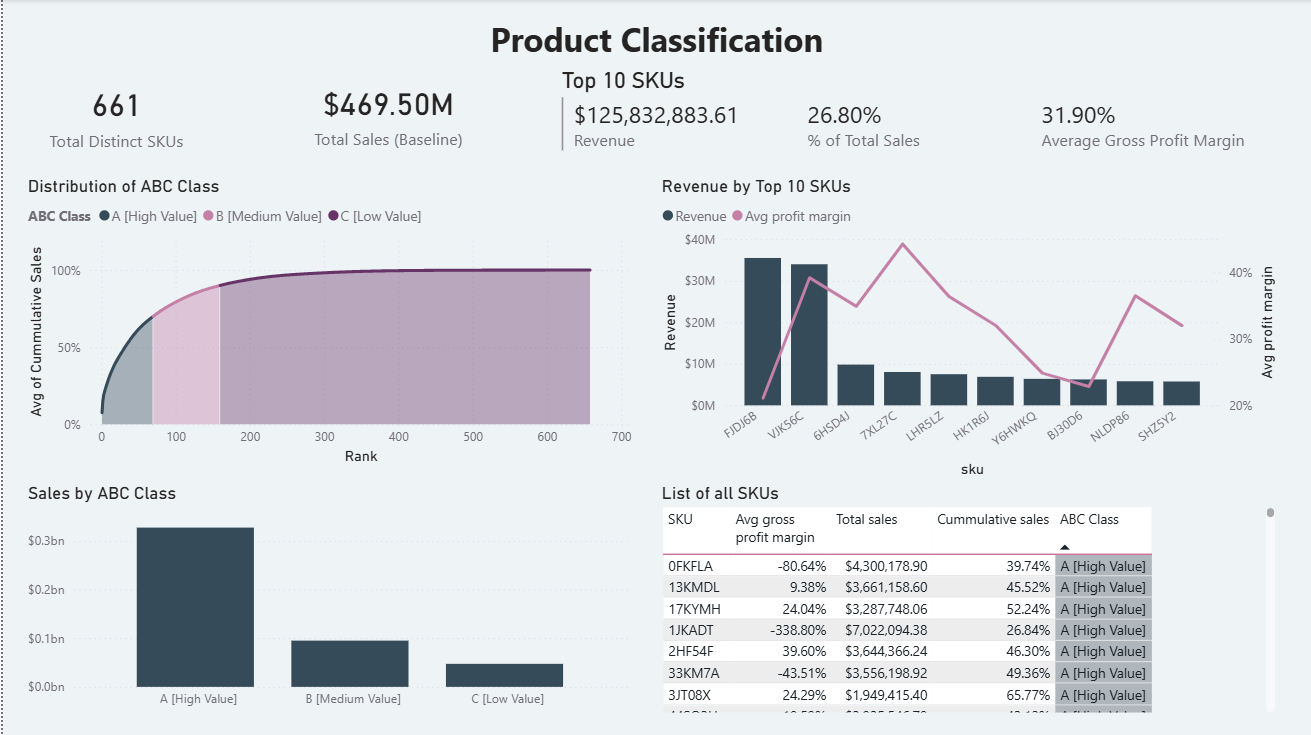 Product Classification
661
Total Distinct SKUs
$469.50M
Total Sales (Baseline)
Top 10 SKUs
$125,832,883.61
Revenue
26.80%
% of Total Sales
31.90%
Average Gross Profit Margin
Distribution of ABC Class
ABC Class A [High Value] B [Medium Value] C [Low Value]
Avg of Cummulative Sales
100%
50%
0%
0 100 200 300 400 500 600 700
Rank
Revenue by Top 10 SKUs
Revenue Avg profit margin
Revenue
$40M
$30M
$20M
$10M
$0M
40%
30%
20%
Avg profit margin
FJDJ6B VJK56C 6HSD4J 7XL27C LHR5LZ HK1R6J Y6HWKQ BJ30D6 NLDP86 SHZ5Y2
sku
Sales by ABC Class
$0.3bn
$0.2bn
$0.1bn
$0.0bn
A [High Value] B [Medium Value] C [Low Value]
List of all SKUs
SKU Avg gross profit margin Total sales Cummulative sales ABC Class
0FKFLA -80.64% $4,300,178.90 39.74% A [High Value]
13KMDL 9.38% $3,661,158.60 45.52% A [High Value]
17KYMH 24.04% $3,287,748.06 52.24% A [High Value]
1JKADT -338.80% $7,022,094.38 26.84% A [High Value]
2HF54F 39.60% $3,644,366.24 46.30% A [High Value]
33KM7A -43.51% $3,556,198.92 49.36% A [High Value]
3JT08X 24.29% $1,949,415.40 65.77% A [High Value]